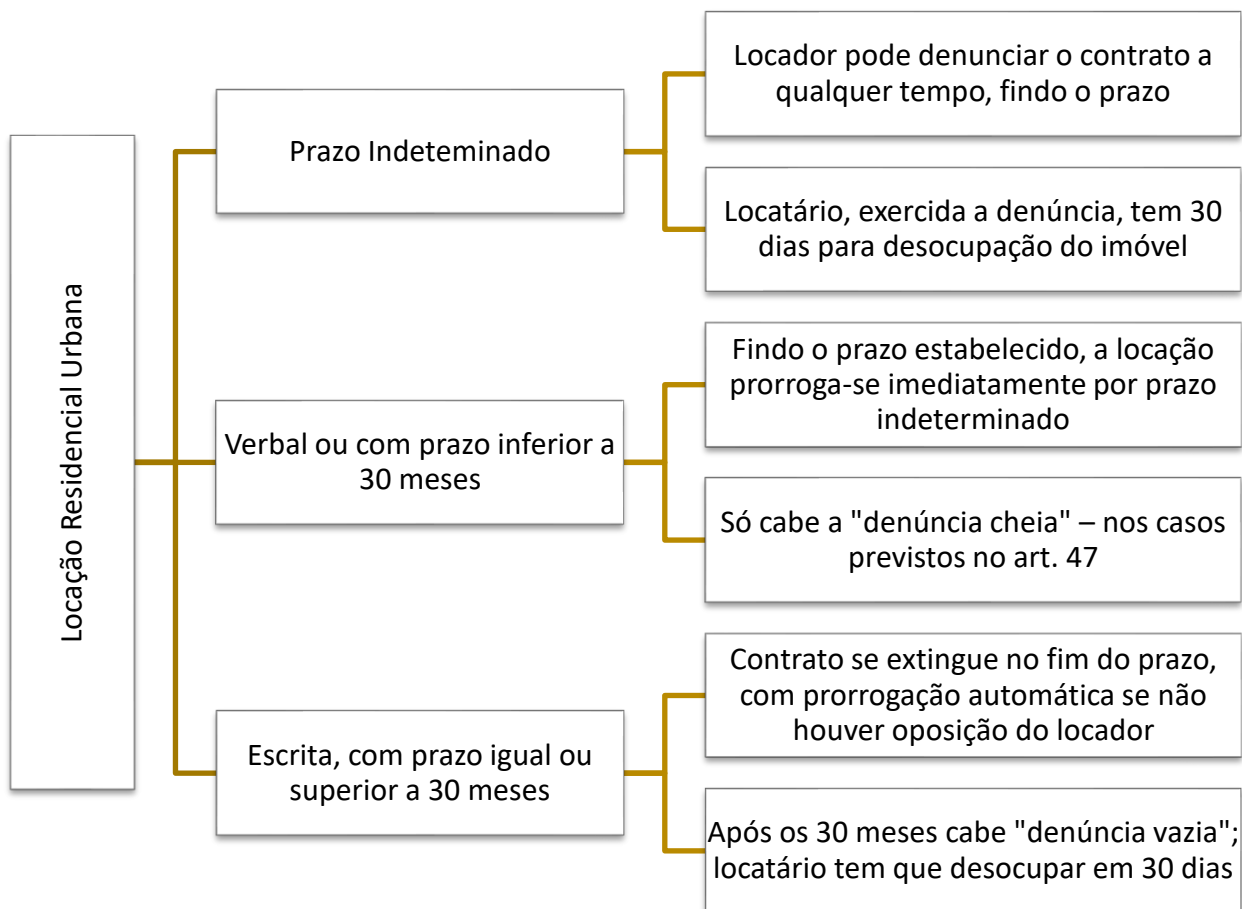 Locação Residencial Urbana
Prazo Indeteminado
Locador pode denunciar o contrato a
qualquer tempo, findo o prazo
Locatário, exercida a denúncia, tem 30
dias para desocupação do imóvel
Verbal ou com prazo inferior a
30 meses
Findo o prazo estabelecido, a locação
prorroga-se imediatamente por prazo
indeterminado
Só cabe a "denúncia cheia" – nos casos
previstos no art. 47
Escrita, com prazo igual ou
superior a 30 meses
Contrato se extingue no fim do prazo,
com prorrogação automática se não
houver oposição do locador
Após os 30 meses cabe "denúncia vazia";
locatário tem que desocupar em 30 dias